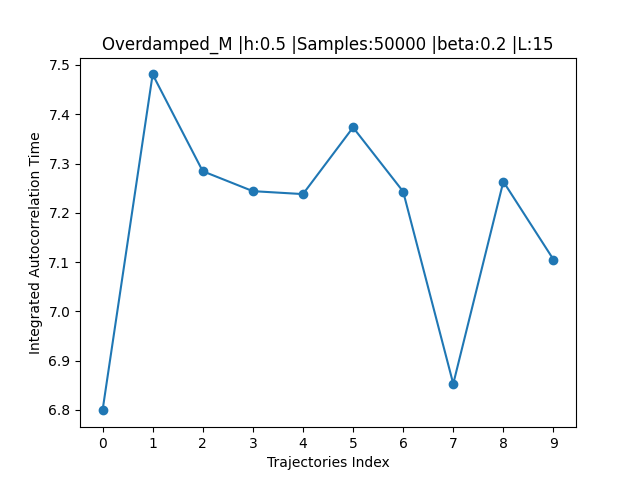 Overdamped_M |h:0.5 |Samples:50000 |beta:0.2 |L:15
Integrated Autocorrelation Time
7.5
7.4
7.3
7.2
7.1
7.0
6.9
6.8
0 1 2 3 4 5 6 7 8 9
Trajectories Index